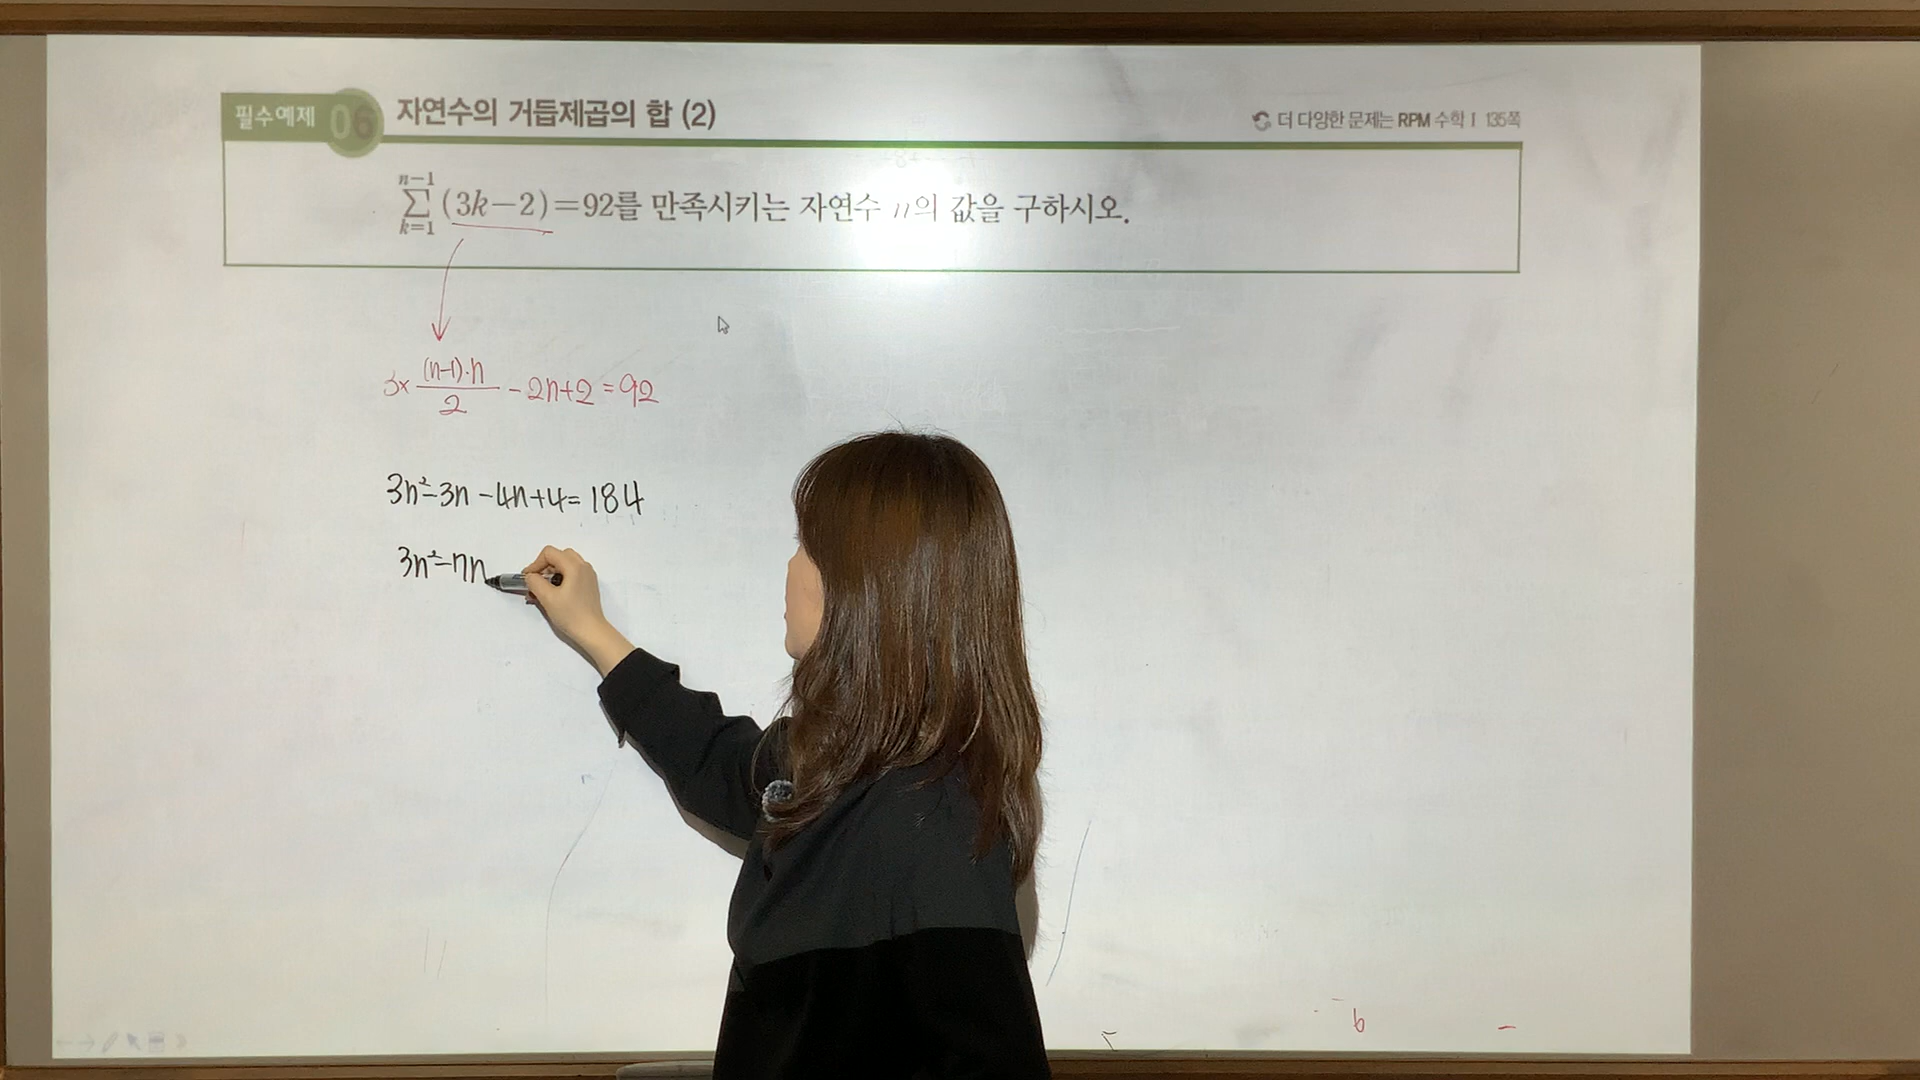 필수예제 06 자연수의 거듭제곱의 합 (2)
더 다양한 문제는 RPM 수학 I 135쪽
n-1
∑ (3k-2)=92를 만족시키는 자연수 n의 값을 구하시오.
k=1
3× (n-1)·n / 2 - 2n+2 = 92
3n²-3n-4n+4=184
3n²-7n
6